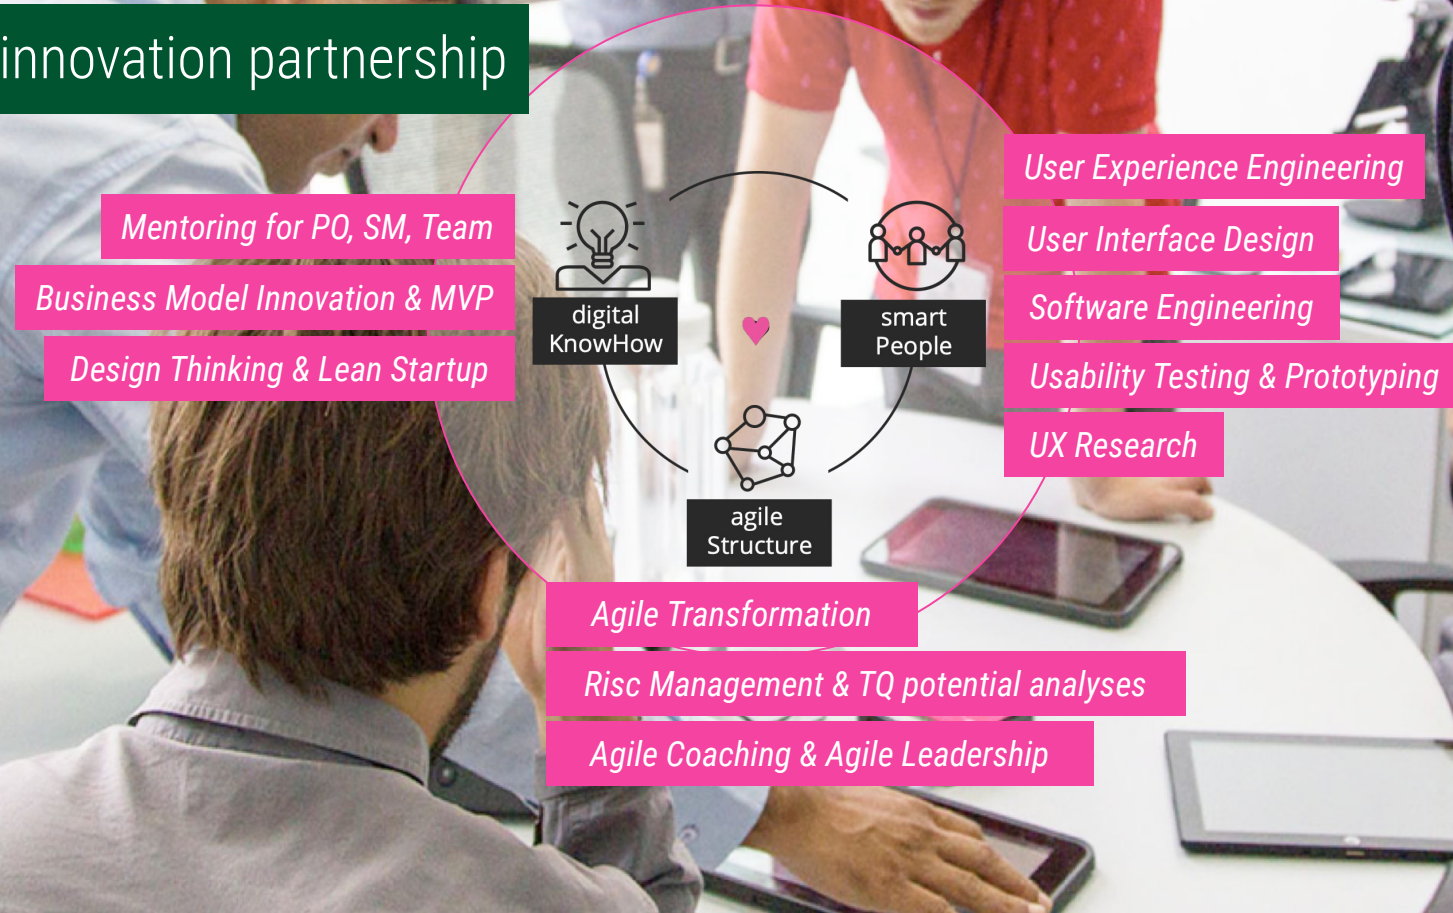 innovation partnership
Mentoring for PO, SM, Team
Business Model Innovation & MVP
Design Thinking & Lean Startup
digital
KnowHow
smart
People
agile
Structure
User Experience Engineering
User Interface Design
Software Engineering
Usability Testing & Prototyping
UX Research
Agile Transformation
Risc Management & TQ potential analyses
Agile Coaching & Agile Leadership